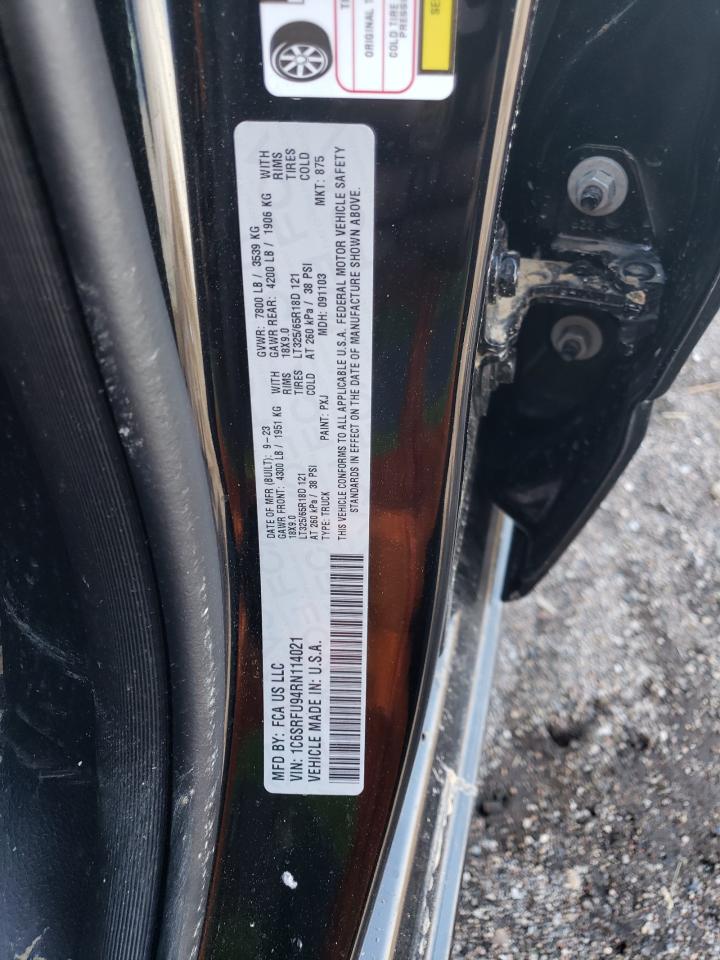 ORIGINAL
COLD TIRE
MFD BY: FCA US LLC
VIN: 1C6SRFU94RN114021
VEHICLE MADE IN: U.S.A.
DATE OF MFR (BUILT): 9-23
GAWR FRONT: 4300 LB / 1951 KG WITH
18X9.0 RIMS
LT325/65R18D 121 TIRES
AT 260 kPa / 38 PSI COLD
TYPE: TRUCK PAINT: PXJ
GVWR: 7800 LB / 3539 KG
GAWR REAR: 4200 LB / 1906 KG WITH
18X9.0 RIMS
LT325/65R18D 121 TIRES
AT 260 kPa / 38 PSI COLD
MDH: 091103 MKT: 875
THIS VEHICLE CONFORMS TO ALL APPLICABLE U.S.A. FEDERAL MOTOR VEHICLE SAFETY
STANDARDS IN EFFECT ON THE DATE OF MANUFACTURE SHOWN ABOVE.